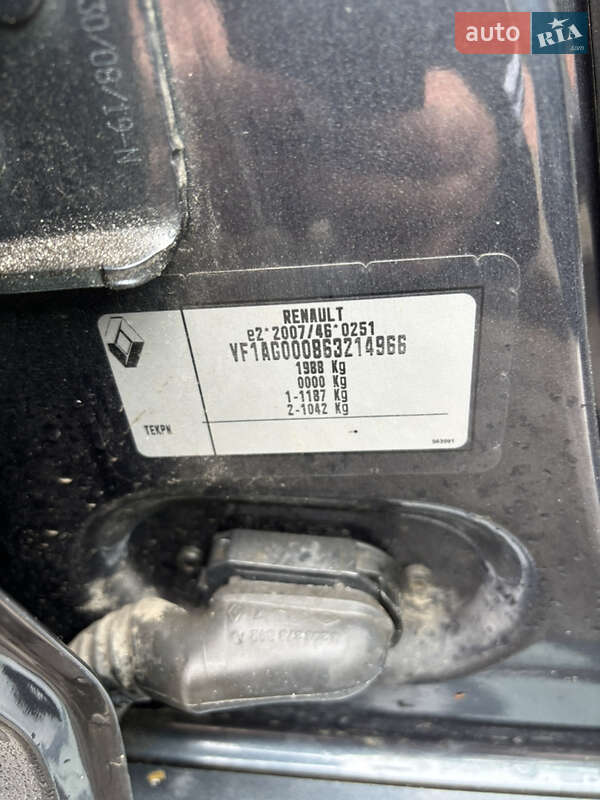 auto RIA
.com
30/08/19-N
RENAULT
e2*2007/46*0251
VF1AG000863214966
1988 Kg
0000 Kg
1-1187 Kg
2-1042 Kg
TEKPN